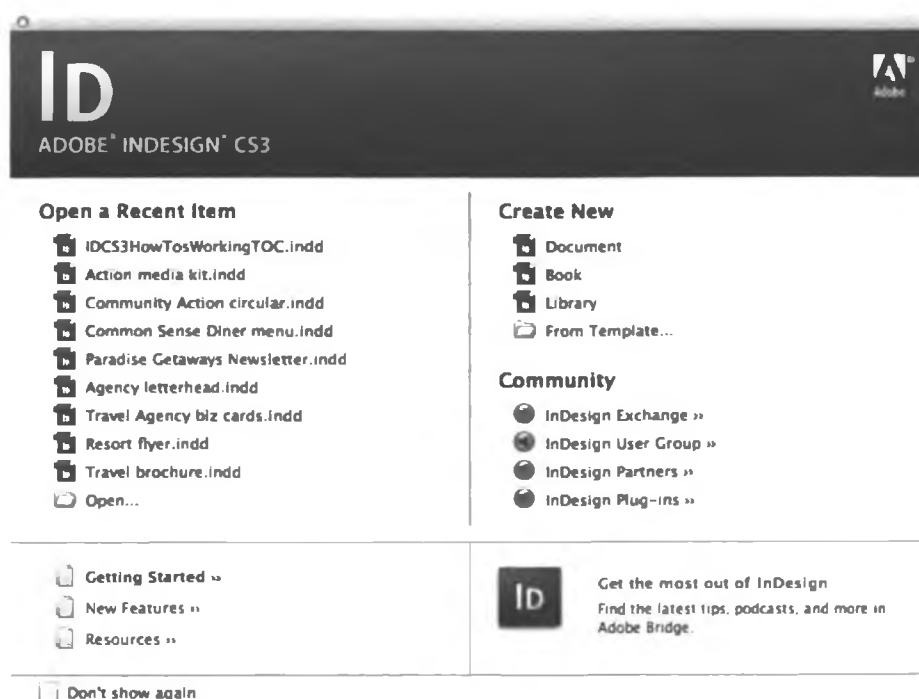 ID
Adobe
ADOBE® INDESIGN® CS3
Open a Recent Item
IDCS3HowTosWorkingTOC.indd
Action media kit.indd
Community Action circular.indd
Common Sense Diner menu.indd
Paradise Getaways Newsletter.indd
Agency letterhead.indd
Travel Agency biz cards.indd
Resort flyer.indd
Travel brochure.indd
Open...
Create New
Document
Book
Library
From Template...
Community
InDesign Exchange »
InDesign User Group »
InDesign Partners »
InDesign Plug-ins »
Getting Started »
New Features »
Resources »
ID
Get the most out of InDesign
Find the latest tips, podcasts, and more in
Adobe Bridge.
Don't show again